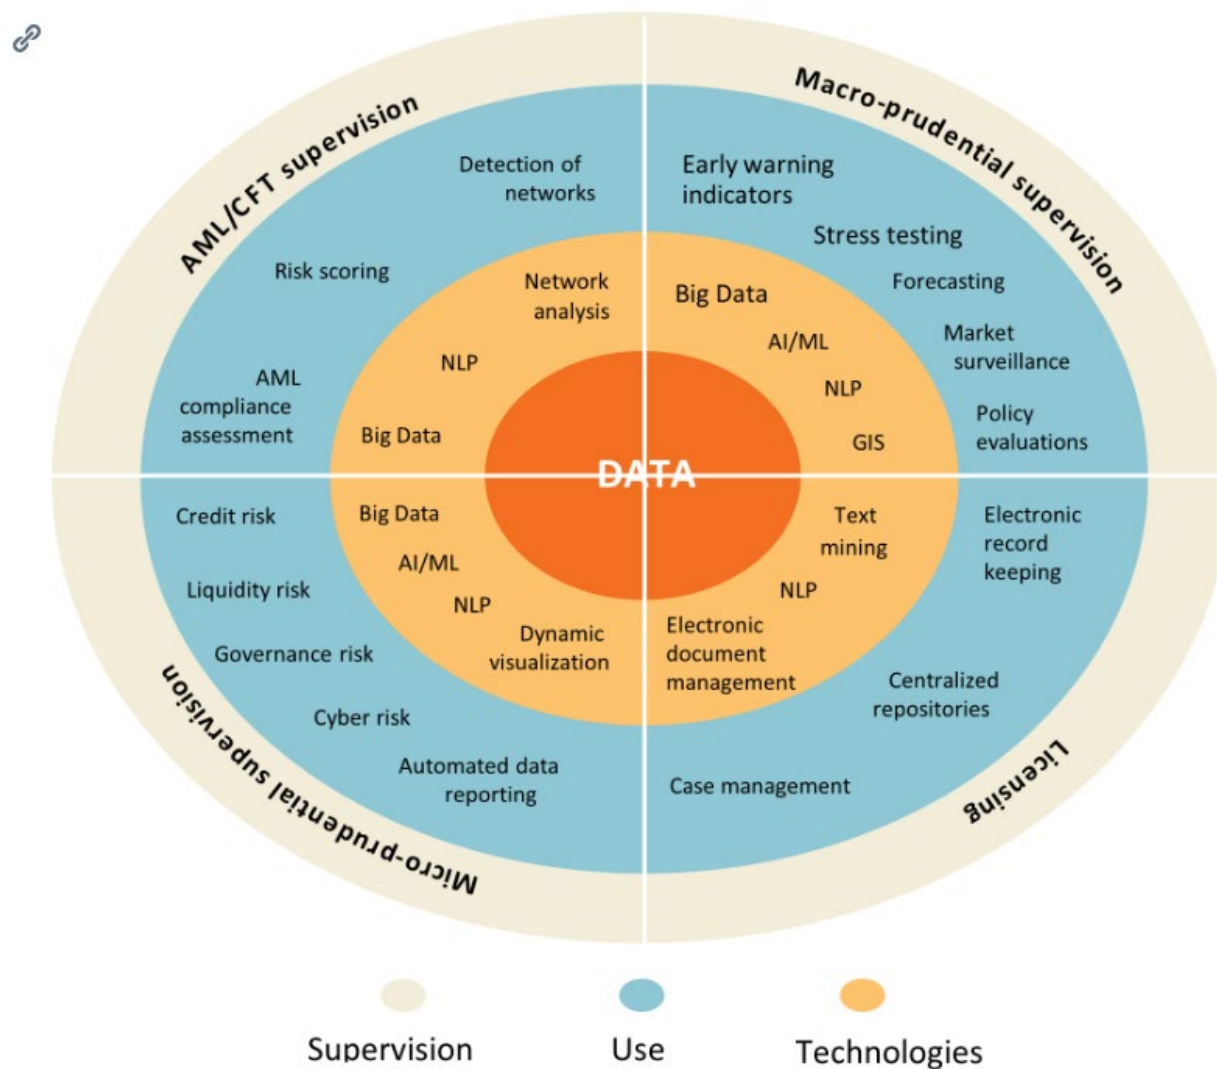 AML/CFT supervision
Detection of
networks
Risk scoring
AML
compliance
assessment
Network
analysis
NLP
Big Data
Macro-prudential supervision
Early warning
indicators
Stress testing
Forecasting
Market
surveillance
Policy
evaluations
Big Data
AI/ML
NLP
GIS
DATA
Micro-prudential supervision
Credit risk
Liquidity risk
Governance risk
Cyber risk
Automated data
reporting
Big Data
AI/ML
NLP
Dynamic
visualization
Licensing
Text
mining
NLP
Electronic
document
management
Electronic
record
keeping
Centralized
repositories
Case management
Supervision
Use
Technologies